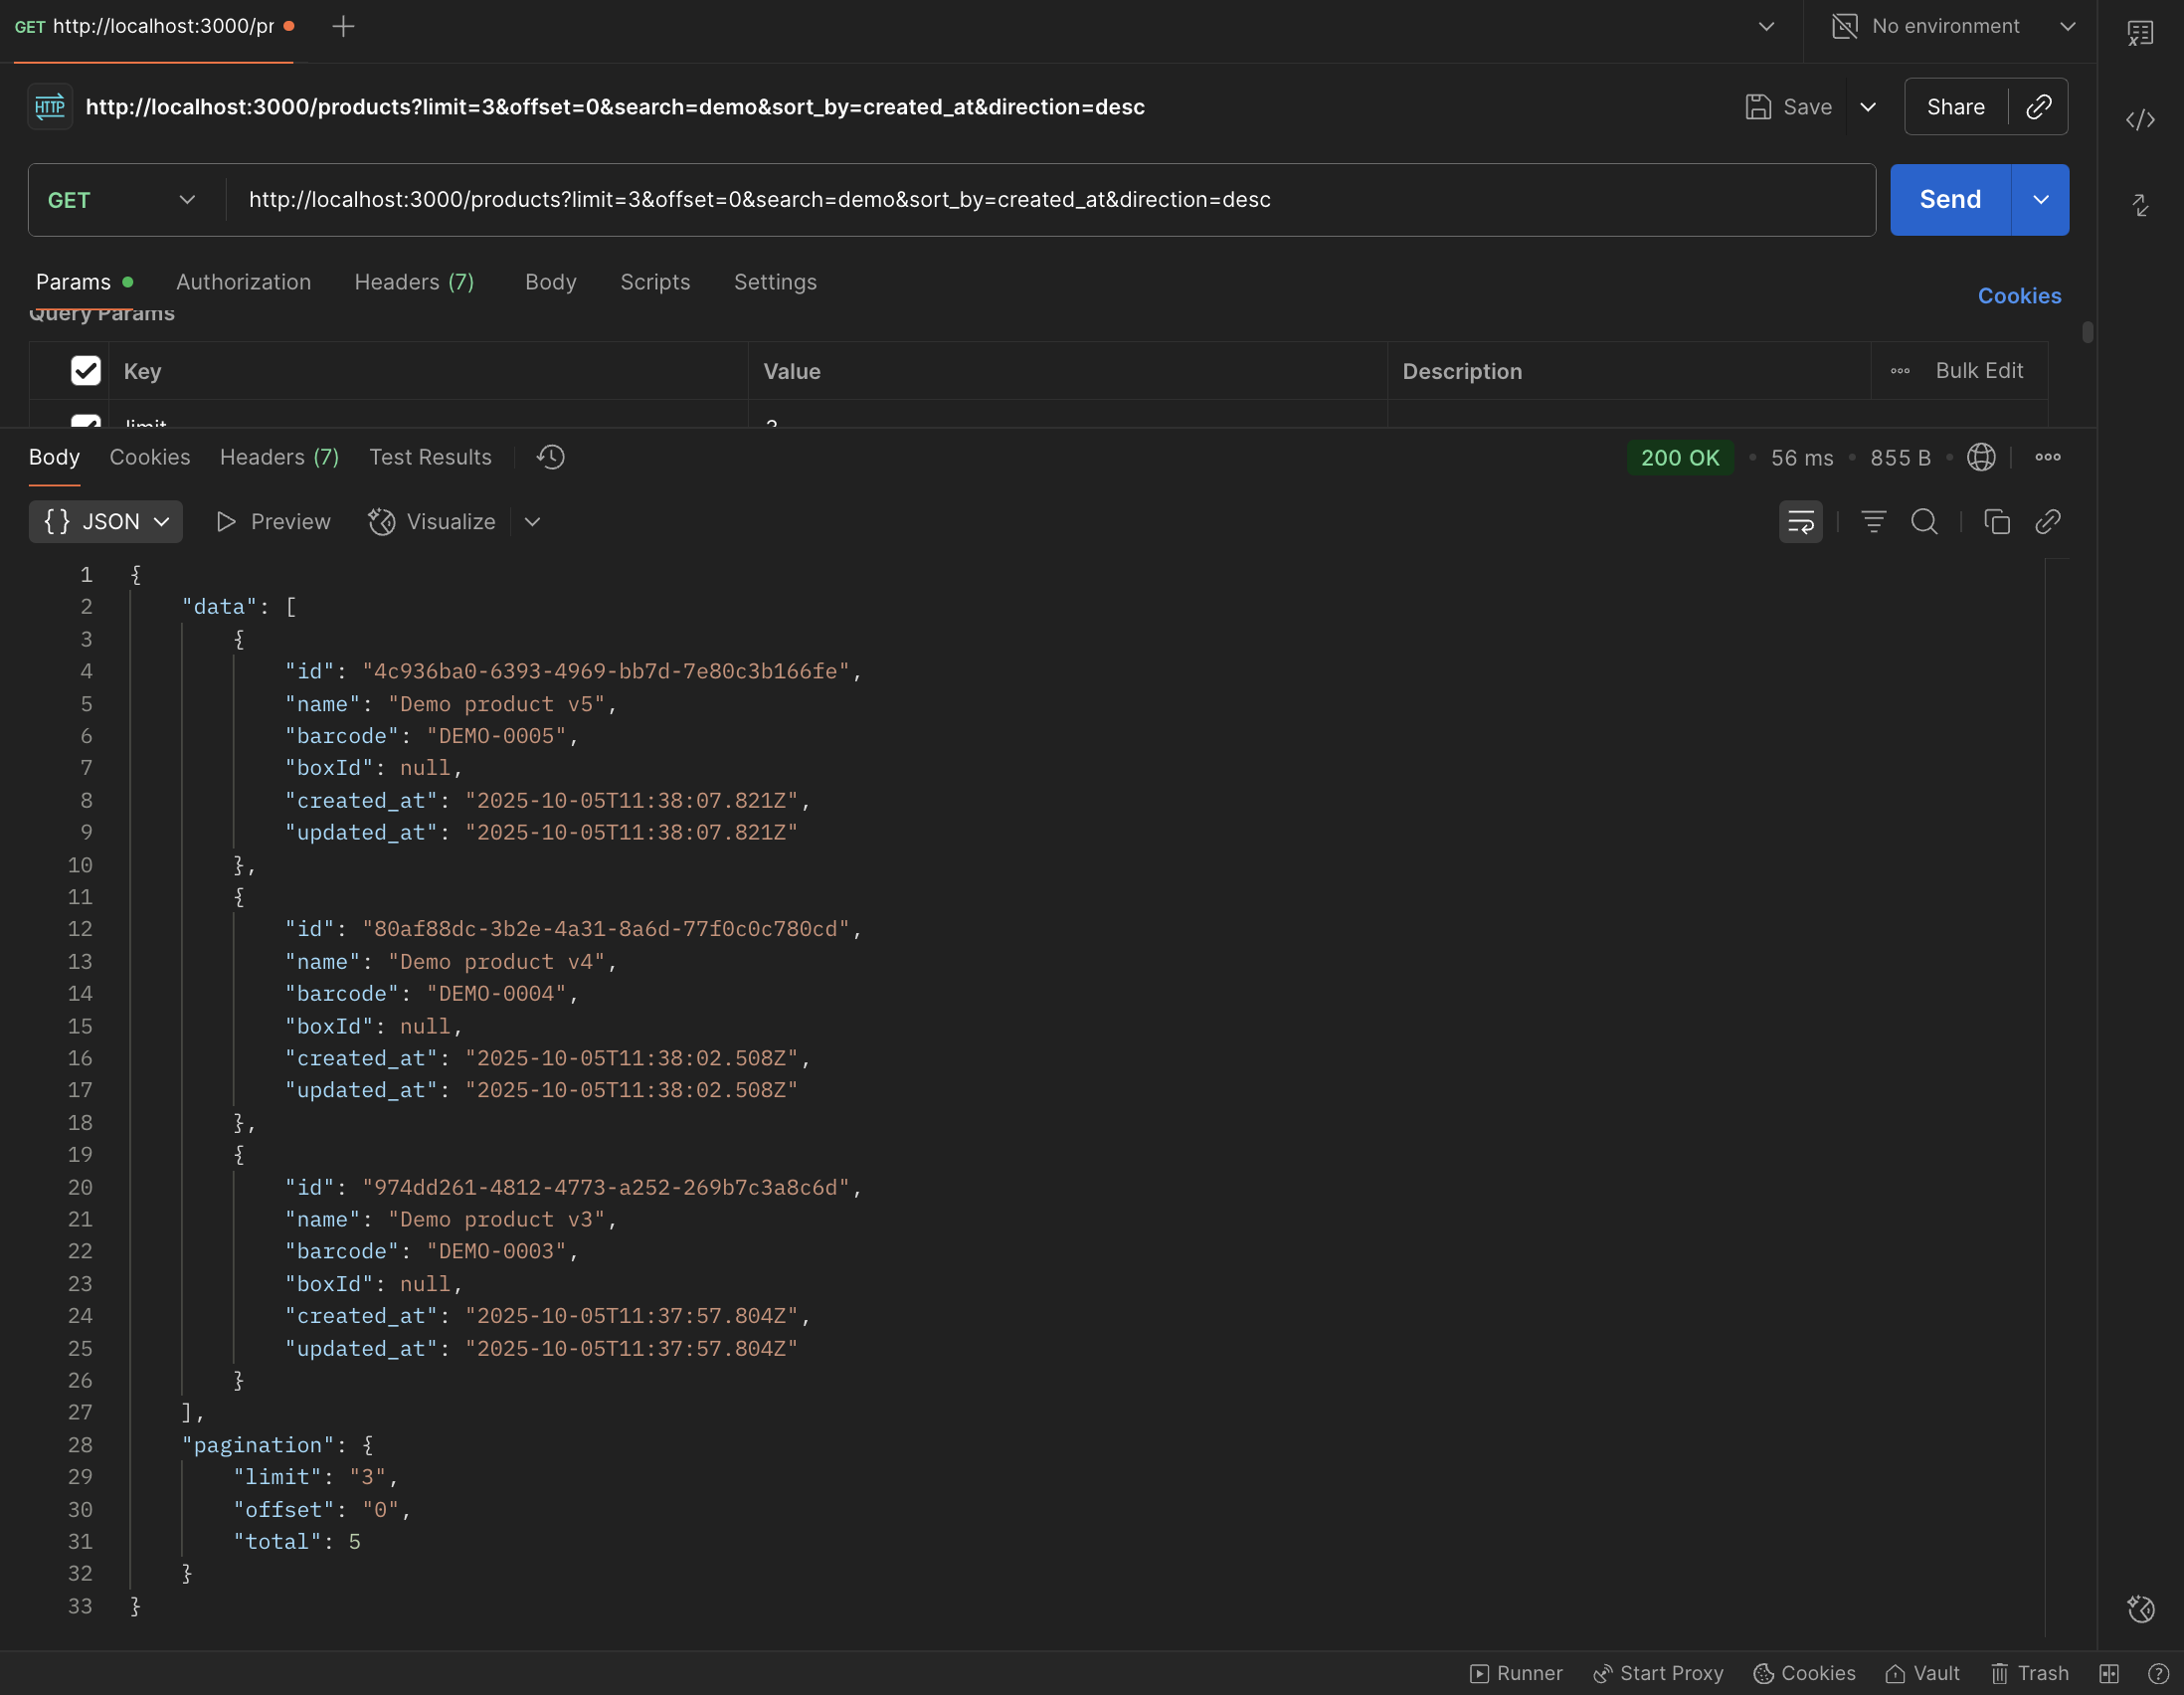 GET http://localhost:3000/pr
No environment
HTTP http://localhost:3000/products?limit=3&offset=0&search=demo&sort_by=created_at&direction=desc
Save
Share
GET http://localhost:3000/products?limit=3&offset=0&search=demo&sort_by=created_at&direction=desc
Send
Params Authorization Headers (7) Body Scripts Settings
Cookies
Query Params
Key Value Description Bulk Edit
limit 3
Body Cookies Headers (7) Test Results
200 OK 56 ms 855 B
{} JSON Preview Visualize
1 {
2 "data": [
3 {
4 "id": "4c936ba0-6393-4969-bb7d-7e80c3b166fe",
5 "name": "Demo product v5",
6 "barcode": "DEMO-0005",
7 "boxId": null,
8 "created_at": "2025-10-05T11:38:07.821Z",
9 "updated_at": "2025-10-05T11:38:07.821Z"
10 },
11 {
12 "id": "80af88dc-3b2e-4a31-8a6d-77f0c0c780cd",
13 "name": "Demo product v4",
14 "barcode": "DEMO-0004",
15 "boxId": null,
16 "created_at": "2025-10-05T11:38:02.508Z",
17 "updated_at": "2025-10-05T11:38:02.508Z"
18 },
19 {
20 "id": "974dd261-4812-4773-a252-269b7c3a8c6d",
21 "name": "Demo product v3",
22 "barcode": "DEMO-0003",
23 "boxId": null,
24 "created_at": "2025-10-05T11:37:57.804Z",
25 "updated_at": "2025-10-05T11:37:57.804Z"
26 }
27 ],
28 "pagination": {
29 "limit": "3",
30 "offset": "0",
31 "total": 5
32 }
33 }
Runner Start Proxy Cookies Vault Trash